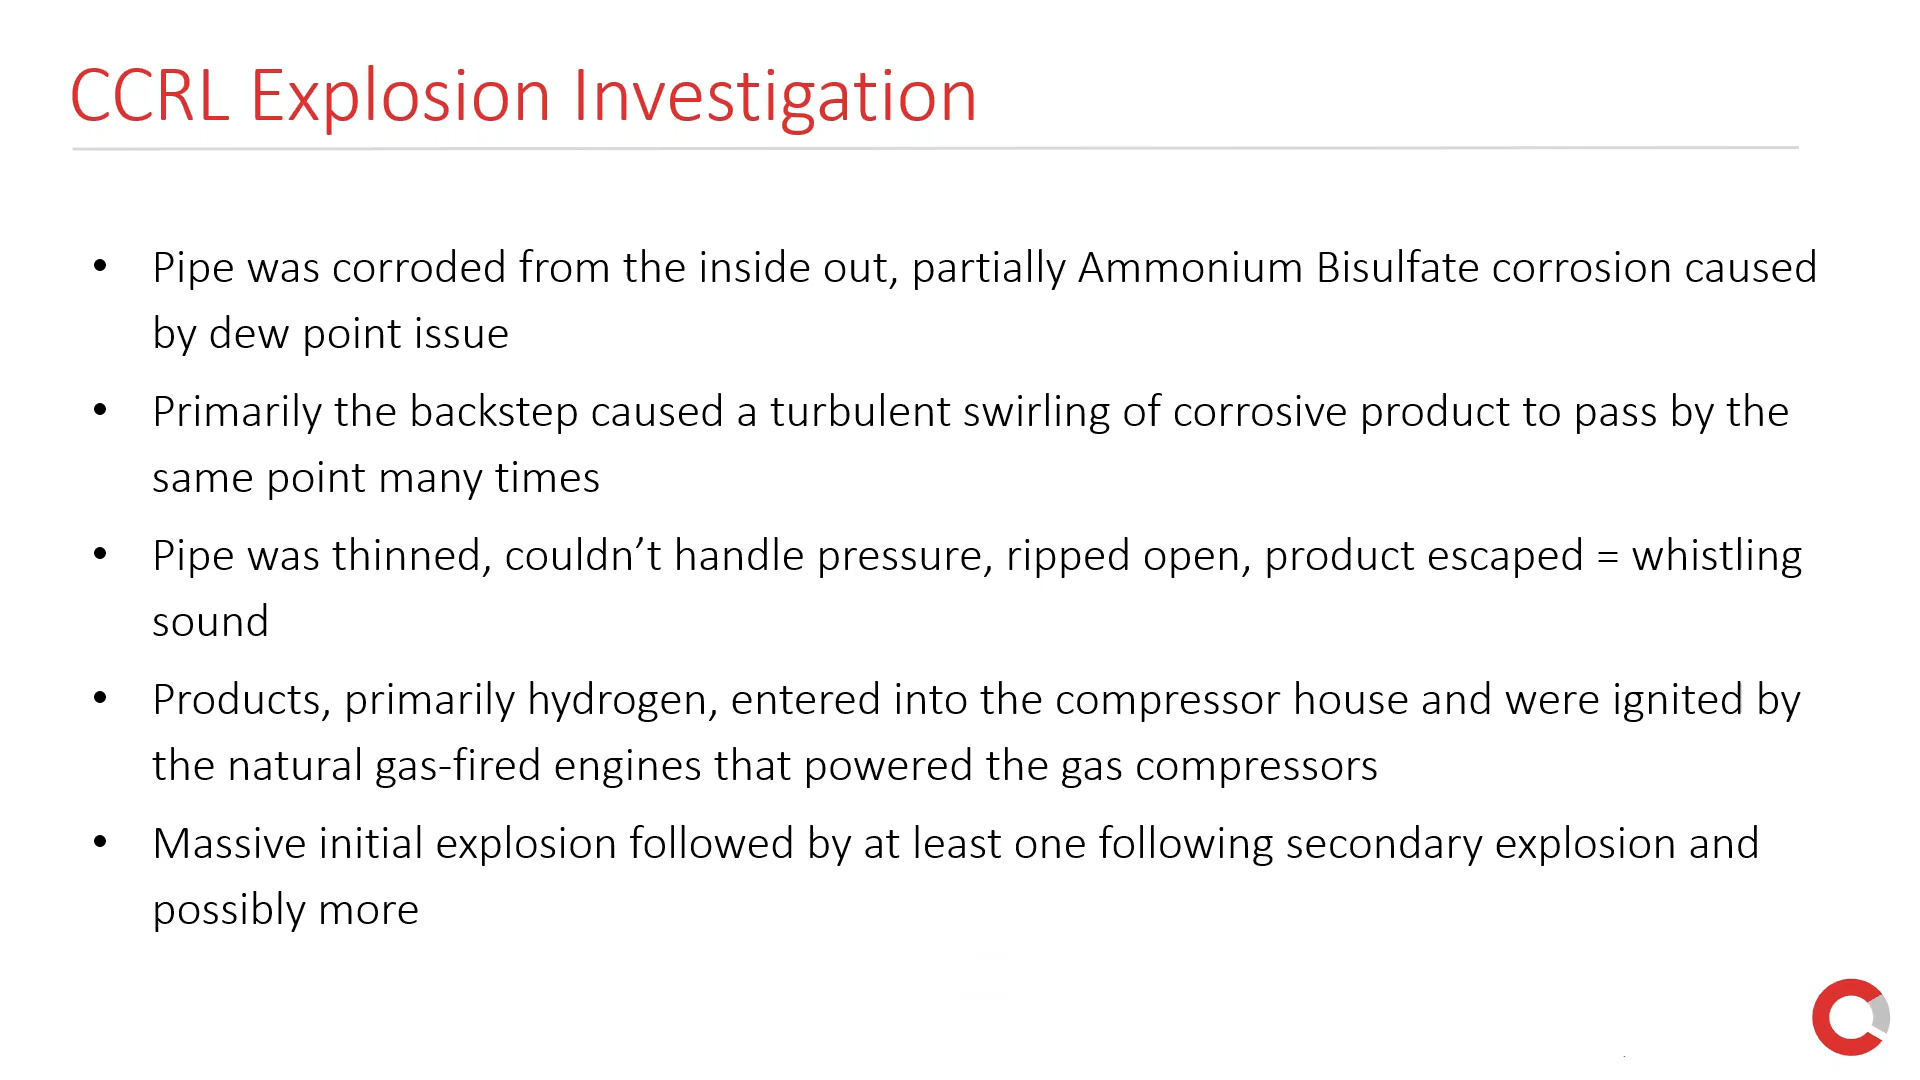 CCRL Explosion Investigation
• Pipe was corroded from the inside out, partially Ammonium Bisulfate corrosion caused
by dew point issue
• Primarily the backstep caused a turbulent swirling of corrosive product to pass by the
same point many times
• Pipe was thinned, couldn’t handle pressure, ripped open, product escaped = whistling
sound
• Products, primarily hydrogen, entered into the compressor house and were ignited by
the natural gas-fired engines that powered the gas compressors
• Massive initial explosion followed by at least one following secondary explosion and
possibly more